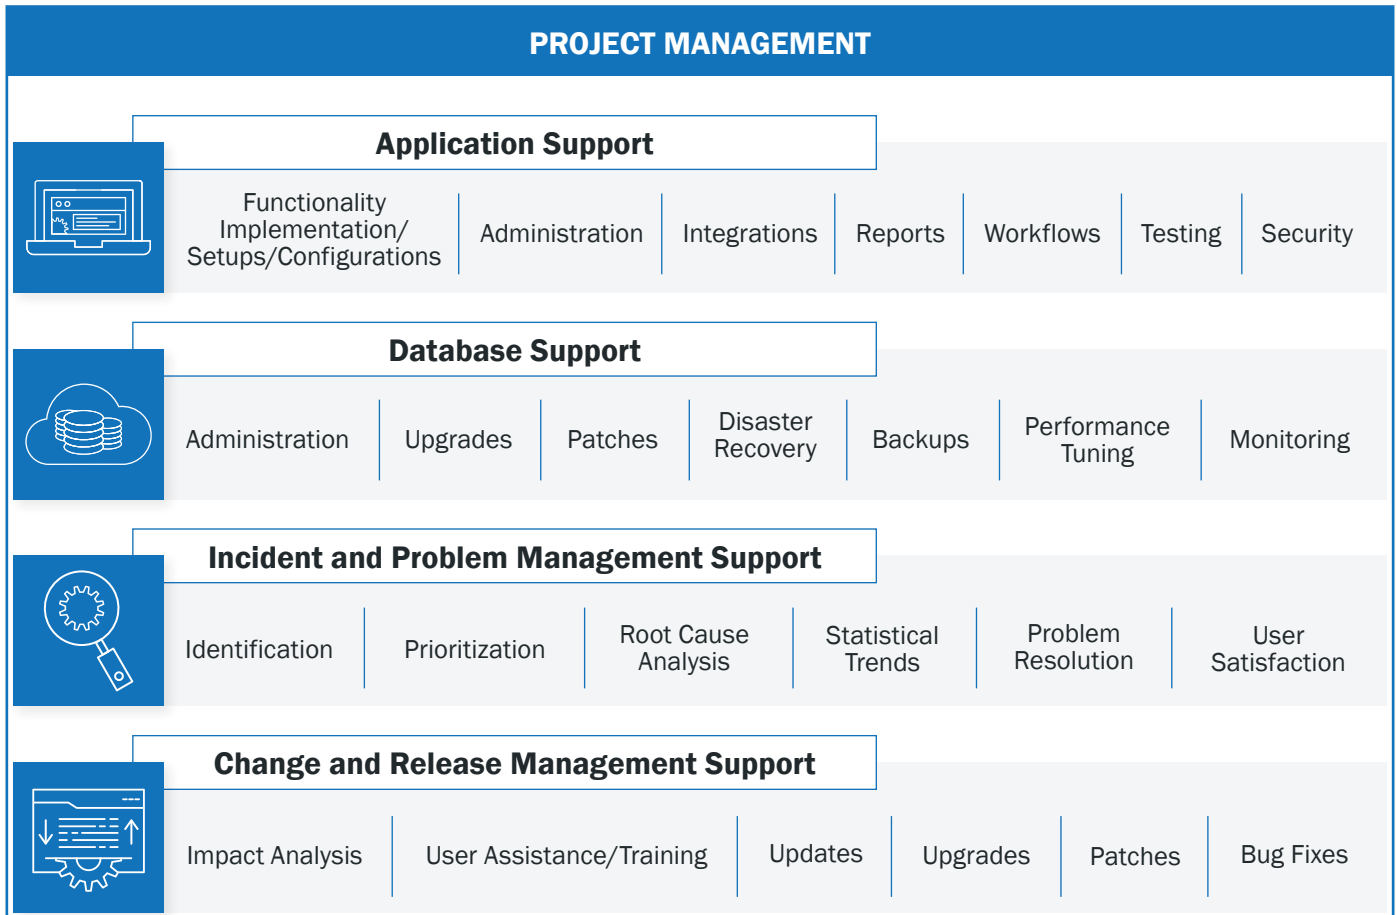 PROJECT MANAGEMENT
Application Support
Functionality
Implementation/
Setups/Configurations
Administration
Integrations
Reports
Workflows
Testing
Security
Database Support
Administration
Upgrades
Patches
Disaster
Recovery
Backups
Performance
Tuning
Monitoring
Incident and Problem Management Support
Identification
Prioritization
Root Cause
Analysis
Statistical
Trends
Problem
Resolution
User
Satisfaction
Change and Release Management Support
Impact Analysis
User Assistance/Training
Updates
Upgrades
Patches
Bug Fixes